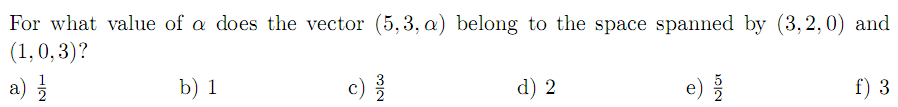 For what value of α does the vector (5, 3, α) belong to the space spanned by (3, 2, 0) and
(1, 0, 3)?
a) 1/2 b) 1 c) 3/2 d) 2 e) 5/2 f) 3